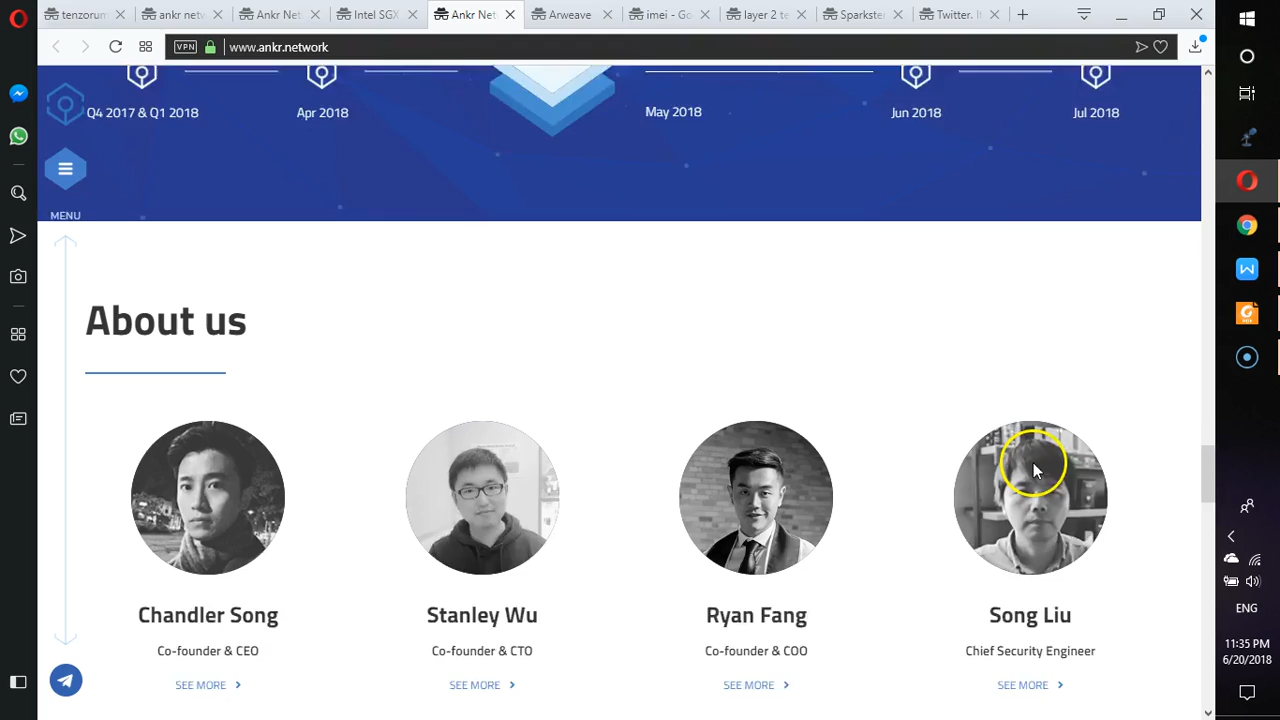 tenzorum
ankr netw
Ankr Net
Intel SGX
Ankr Net
Arweave
imei - Go
layer 2 te
Sparkster
Twitter. It
VPN
www.ankr.network
Q4 2017 & Q1 2018
Apr 2018
May 2018
Jun 2018
Jul 2018
MENU
About us
Chandler Song
Stanley Wu
Ryan Fang
Song Liu
Co-founder & CEO
Co-founder & CTO
Co-founder & COO
Chief Security Engineer
SEE MORE
SEE MORE
SEE MORE
SEE MORE
ENG
11:35 PM
6/20/2018